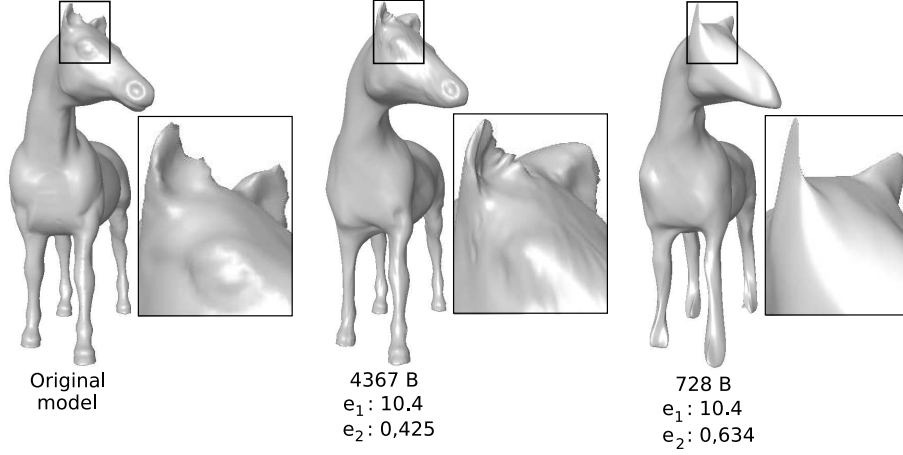 Original
model
4367 B
e₁: 10.4
e₂: 0,425
728 B
e₁: 10.4
e₂: 0,634